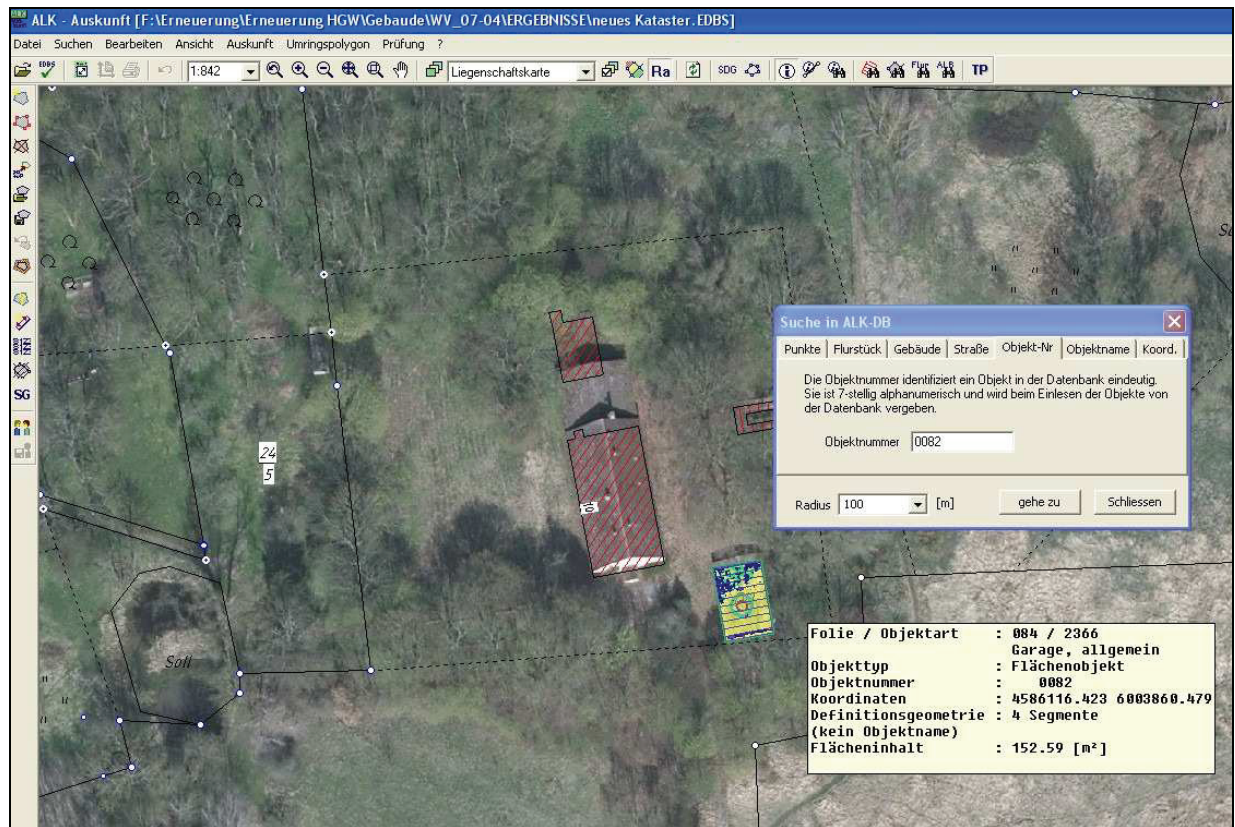 ALK - Auskunft [F:\Erneuerung\Erneuerung HGW\Gebaude\WV_07-04\ERGEBNISSE\neues Kataster.EDBS]
Datei Suchen Bearbeiten Ansicht Auskunft Umringspolygon Prüfung ?
EDBS 1:842 Liegenschaftskarte Ra SDG Flur ALB TP
SG
24
5
Soll
10
Suche in ALK-DB
Punkte Flurstück Gebäude Straße Objekt-Nr Objektname Koord.
Die Objektnummer identifiziert ein Objekt in der Datenbank eindeutig.
Sie ist 7-stellig alphanumerisch und wird beim Einlesen der Objekte von
der Datenbank vergeben.
Objektnummer 0082
Radius 100 [m] gehe zu Schliessen
Folie / Objektart : 084 / 2366
Garage, allgemein
Objekttyp : Flächenobjekt
Objektnummer : 0082
Koordinaten : 4586116.423 6003860.479
Definitionsgeometrie : 4 Segmente
(kein Objektname)
Flächeninhalt : 152.59 [m²]